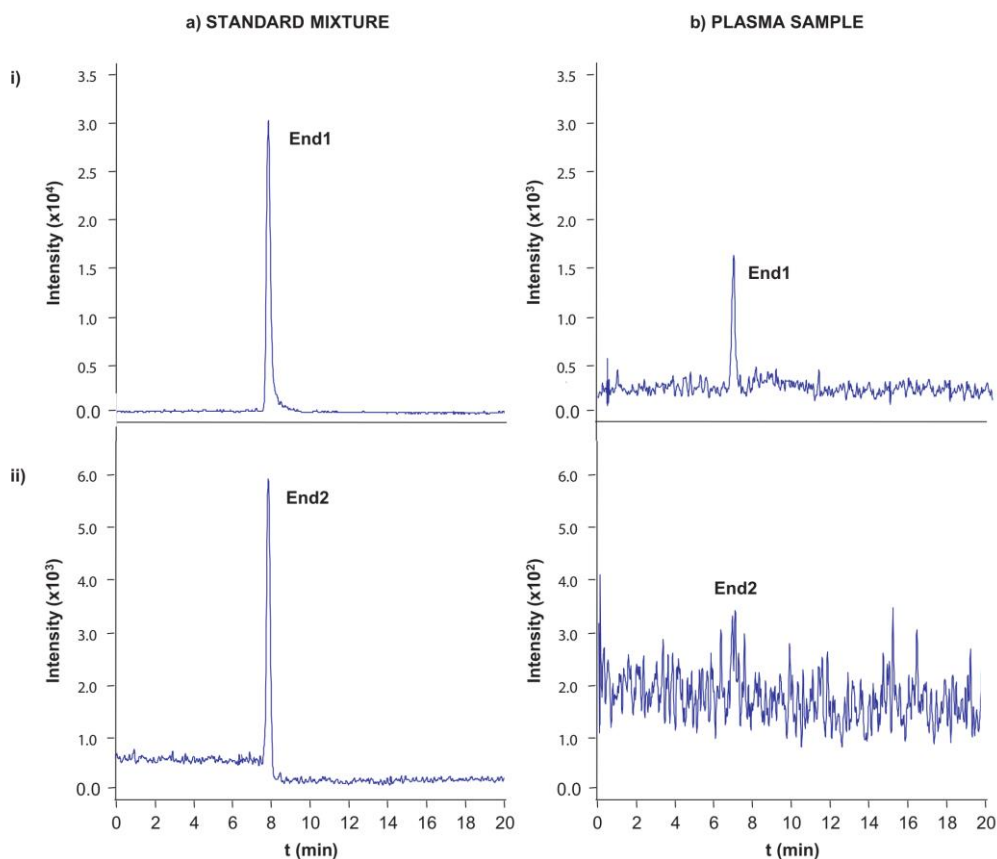 a) STANDARD MIXTURE
b) PLASMA SAMPLE
i)
Intensity (x10⁴)
3.5
3.0
2.5
2.0
1.5
1.0
0.5
0.0
End1
Intensity (x10³)
3.5
3.0
2.5
2.0
1.5
1.0
0.5
0.0
End1
ii)
Intensity (x10³)
6.0
5.0
4.0
3.0
2.0
1.0
0.0
End2
0 2 4 6 8 10 12 14 16 18 20
t (min)
Intensity (x10²)
6.0
5.0
4.0
3.0
2.0
1.0
0.0
End2
0 2 4 6 8 10 12 14 16 18 20
t (min)